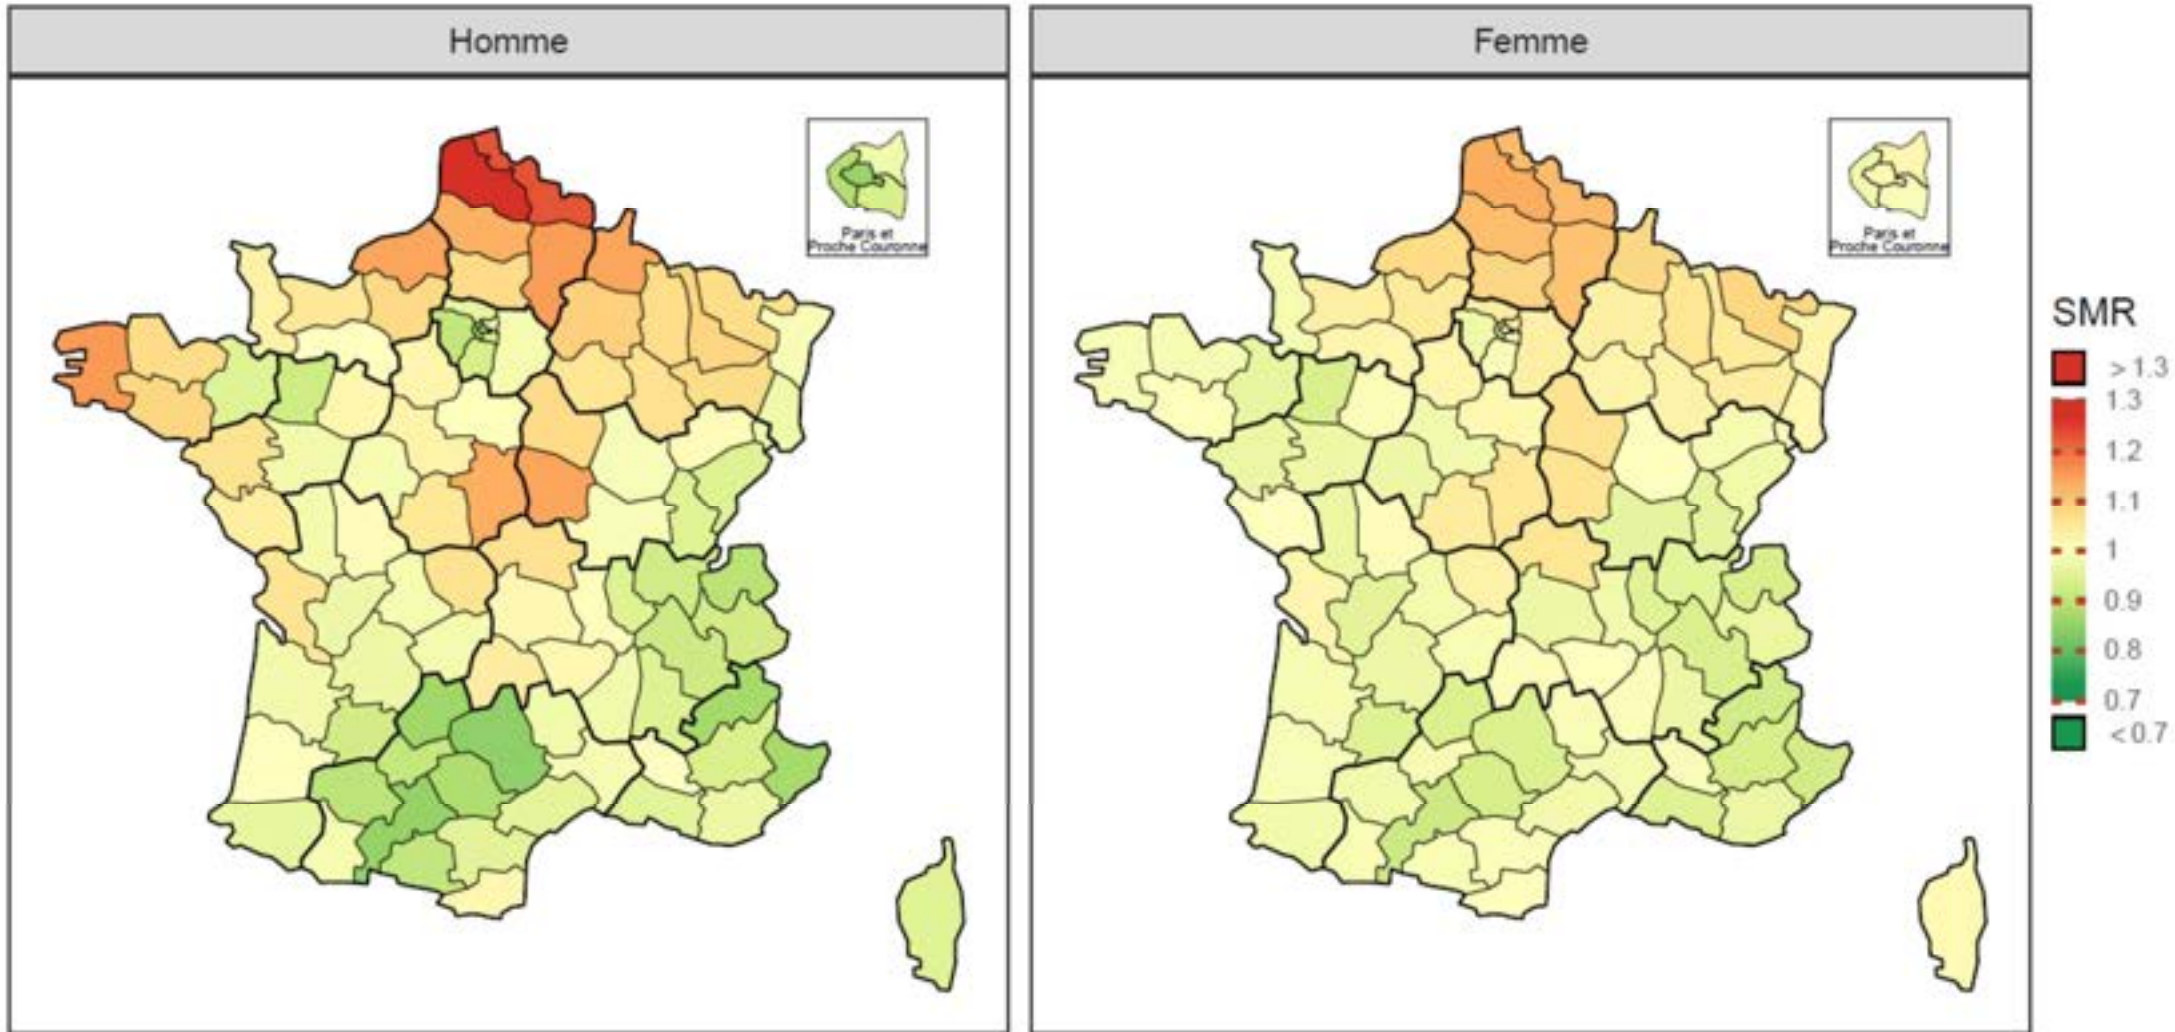 Homme
Femme
Paris et
Proche Couronne
Paris et
Proche Couronne
SMR
> 1.3
1.3
1.2
1.1
1
0.9
0.8
0.7
< 0.7